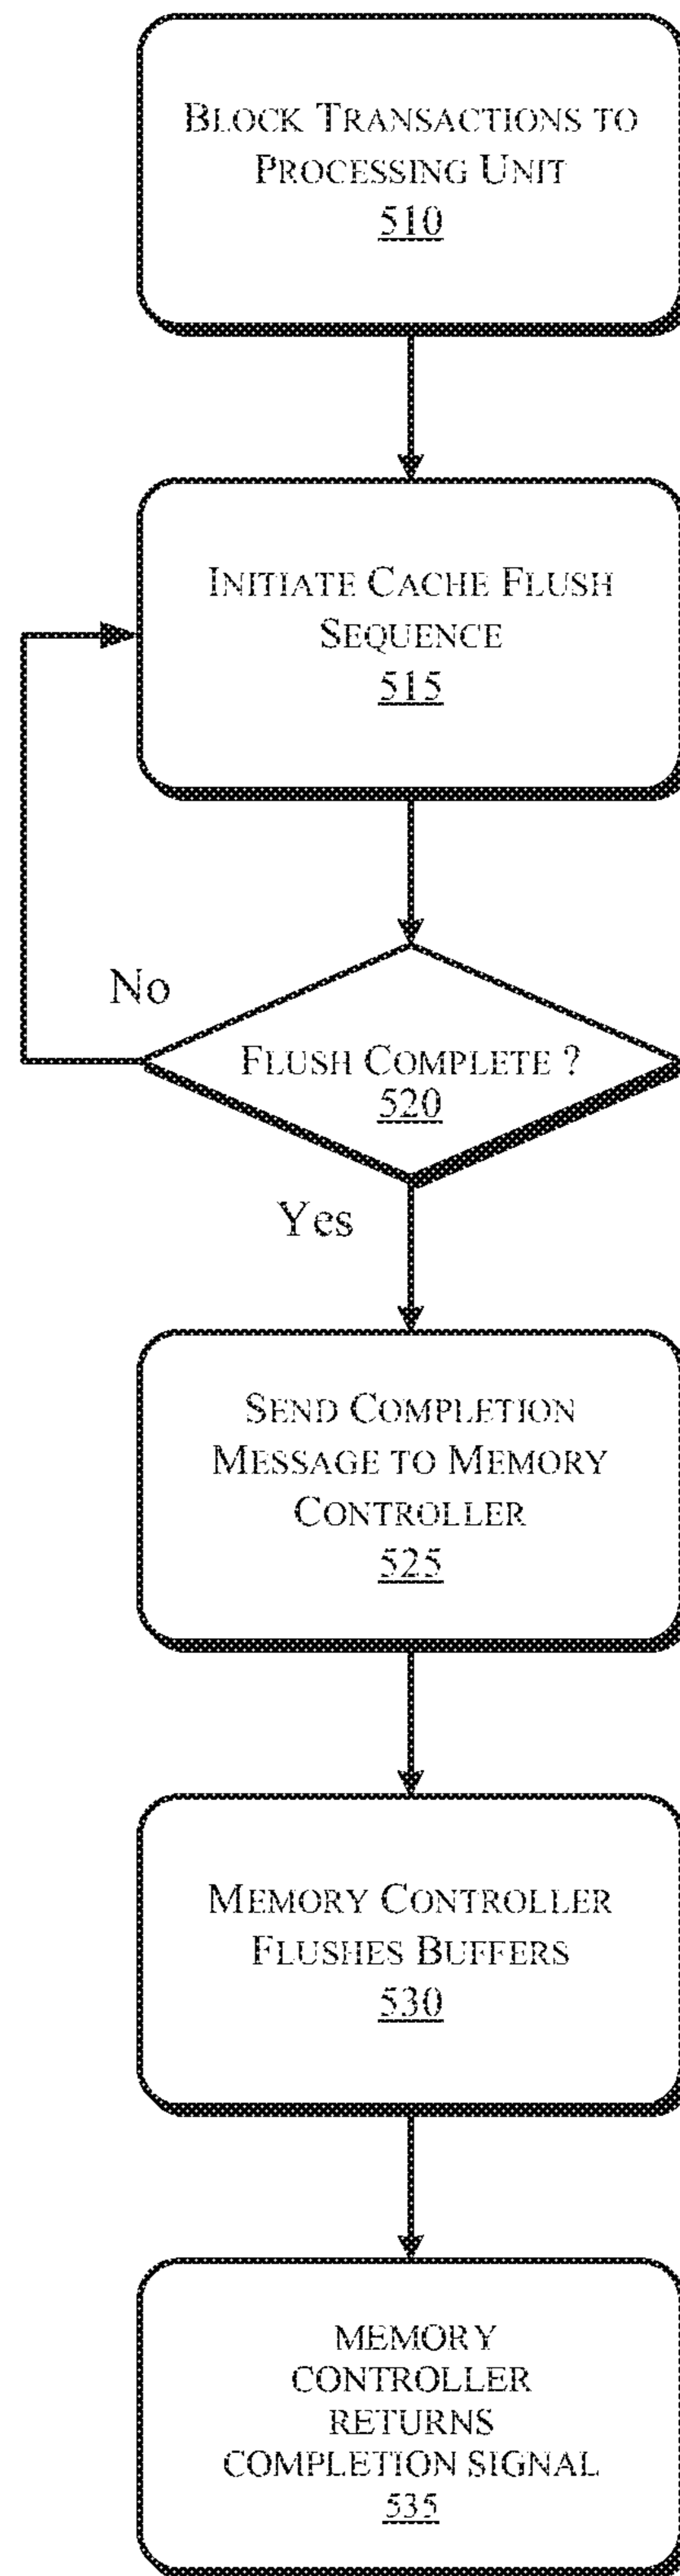 BLOCK TRANSACTIONS TO
PROCESSING UNIT
510
INITIATE CACHE FLUSH
SEQUENCE
515
No
FLUSH COMPLETE ?
520
Yes
SEND COMPLETION
MESSAGE TO MEMORY
CONTROLLER
525
MEMORY CONTROLLER
FLUSHES BUFFERS
530
MEMORY
CONTROLLER
RETURNS
COMPLETION SIGNAL
535